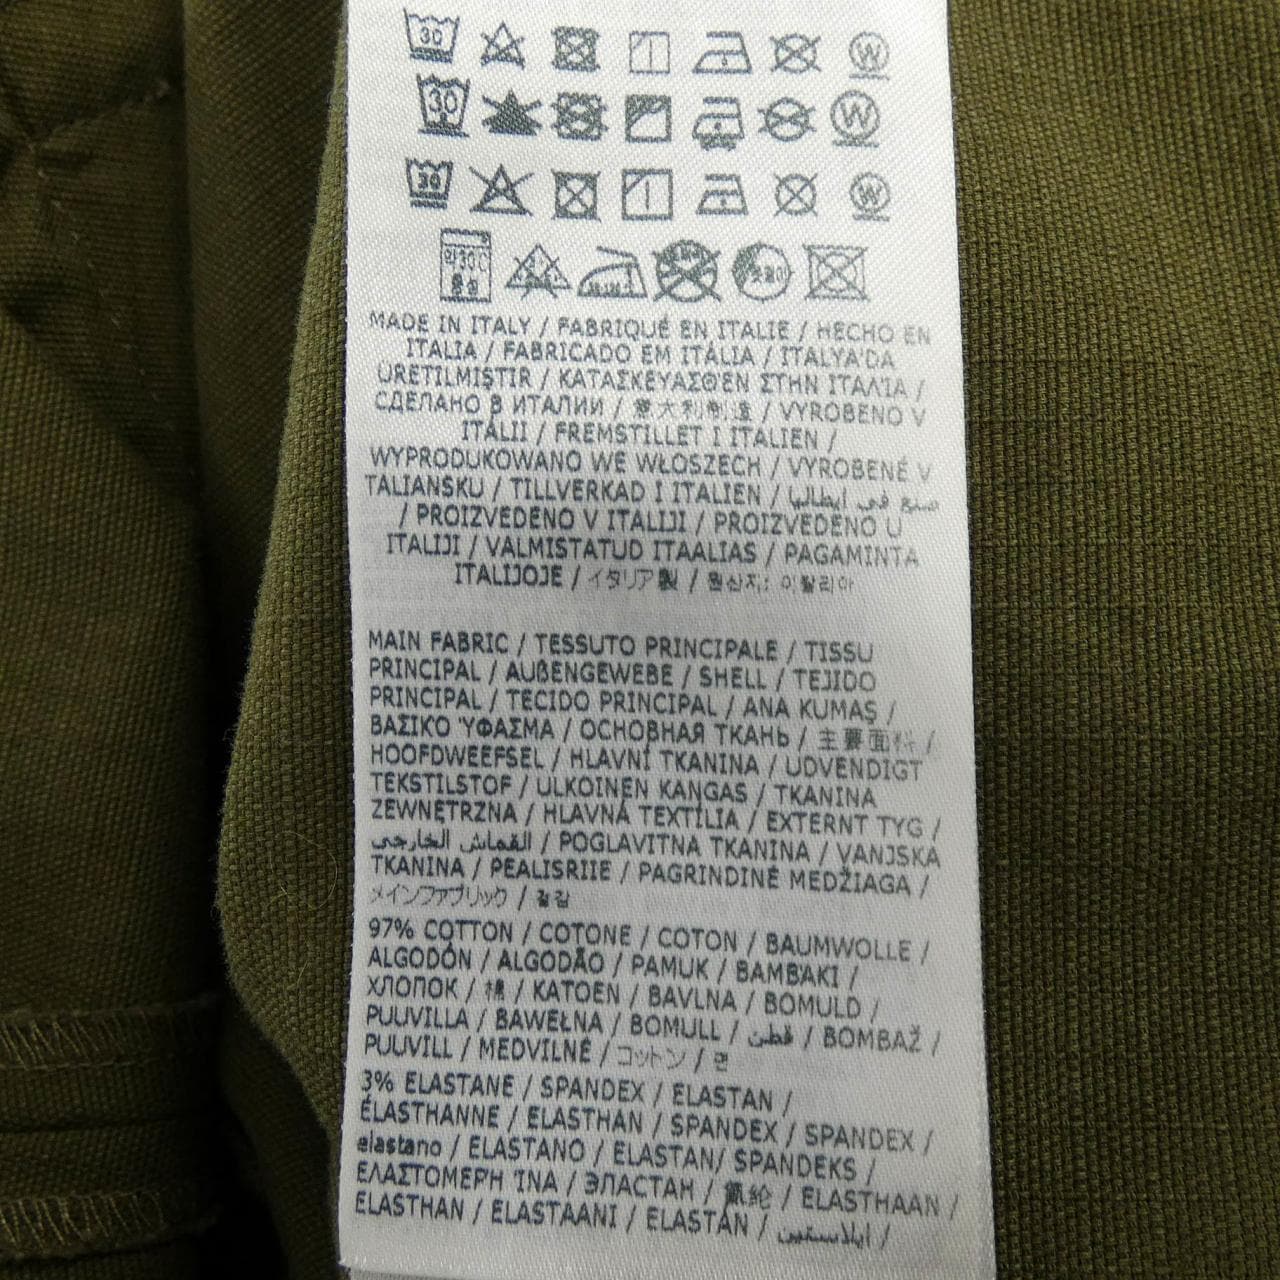 30 W
30 W
30 W
MADE IN ITALY / FABRIQUÉ EN ITALIE / HECHO EN
ITALIA / FABRICADO EM ITÁLIA / ITALYA'DA
ÜRETILMIŞTIR / ΚΑΤΑΣΚΕΥΑΣΘΈΝ ΣΤΗΝ ΙΤΑΛΊΑ /
СДЕЛАНО В ИТАЛИИ / 意大利制造 / VYROBENO V
ITÁLII / FREMSTILLET I ITALIEN /
WYPRODUKOWANO WE WŁOSZECH / VYROBENÉ V
TALIANSKU / TILLVERKAD I ITALIEN / صنع في إيطاليا
/ PROIZVEDENO V ITALIJI / PROIZVEDENO U
ITALIJI / VALMISTATUD ITAALIAS / PAGAMINTA
ITALIJOJE / イタリア製 / 원산지: 이탈리아
MAIN FABRIC / TESSUTO PRINCIPALE / TISSU
PRINCIPAL / AUßENGEWEBE / SHELL / TEJIDO
PRINCIPAL / TECIDO PRINCIPAL / ANA KUMAŞ /
ΒΑΣΙΚΟ ΎΦΑΣΜΑ / ОСНОВНАЯ ТКАНЬ / 主要面料 /
HOOFDWEEFSEL / HLAVNÍ TKANINA / UDVENDIGT
TEKSTILSTOF / ULKOINEN KANGAS / TKANINA
ZEWNĘTRZNA / HLAVNÁ TEXTÍLIA / EXTERNT TYG /
القماش الخارجي / POGLAVITNA TKANINA / VANJSKA
TKANINA / PEALISRIIE / PAGRINDINĖ MEDŽIAGA /
メインファブリック / 겉감
97% COTTON / COTONE / COTON / BAUMWOLLE /
ALGODÓN / ALGODÃO / PAMUK / ΒΑΜΒΆΚΙ /
ХЛОПОК / 棉 / KATOEN / BAVLNA / BOMULD /
PUUVILLA / BAWEŁNA / BOMULL / قطن / BOMBAŽ /
PUUVILL / MEDVILNĖ / コットン / 면
3% ELASTANE / SPANDEX / ELASTAN /
ÉLASTHANNE / ELASTHAN / SPANDEX / SPANDEX /
elastano / ELASTANO / ELASTAN/ SPANDEKS /
ΕΛΑΣΤΟΜΕΡΉ ΊΝΑ / ЭЛАСТАН / 氨纶 / ELASTHAAN /
ELASTHAN / ELASTAANI / ELASTÁN / ايلاستين /